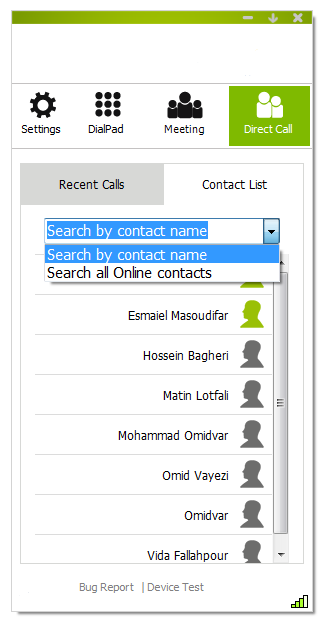 Settings DialPad Meeting Direct Call
Recent Calls Contact List
Search by contact name
Search by contact name
Search all Online contacts
Esmaiel Masoudifar
Hossein Bagheri
Matin Lotfali
Mohammad Omidvar
Omid Vayezi
Omidvar
Vida Fallahpour
Bug Report | Device Test